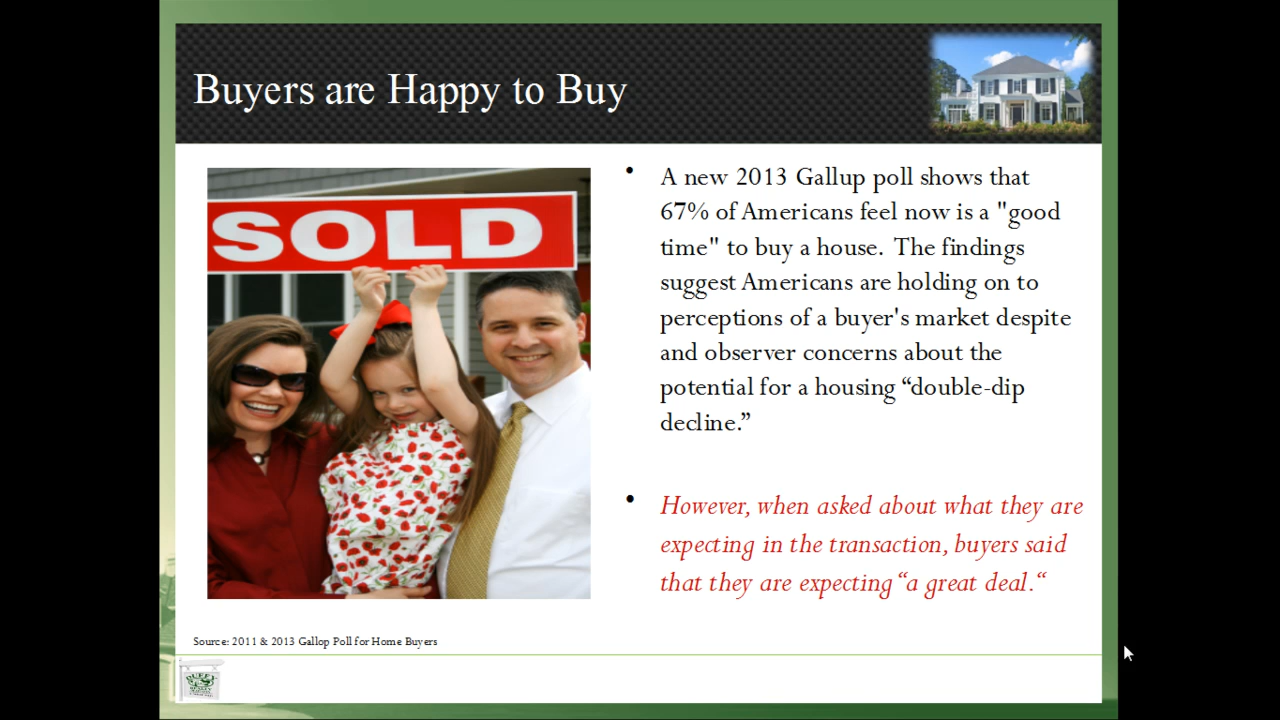 Buyers are Happy to Buy
SOLD
• A new 2013 Gallup poll shows that
67% of Americans feel now is a "good
time" to buy a house. The findings
suggest Americans are holding on to
perceptions of a buyer's market despite
and observer concerns about the
potential for a housing “double-dip
decline.”
• However, when asked about what they are
expecting in the transaction, buyers said
that they are expecting “a great deal.“
Source: 2011 & 2013 Gallop Poll for Home Buyers
DUFFY
REALTY